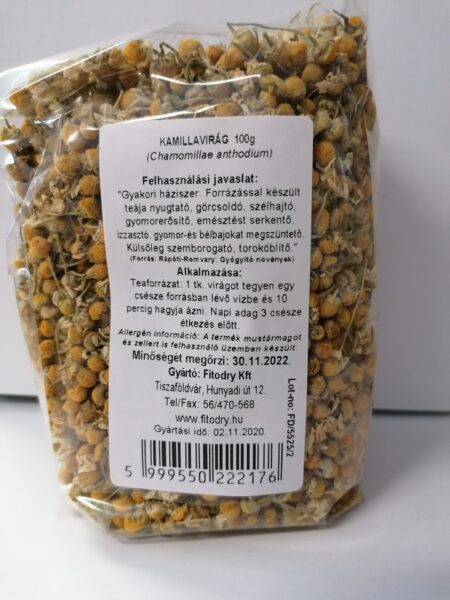 KAMILLAVIRÁG 100g
(Chamomillae anthodium)
Felhasználási javaslat:
"Gyakori háziszer. Forrázással készült
teája nyugtató, görcsoldó, szélhajtó,
gyomorerősítő, emésztést serkentő,
izzasztó, gyomor-és bélbajokat megszüntető.
Külsőleg szemborogató, toroköblítő."
(Forrás: Rápóti-Romváry: Gyógyító növények)
Alkalmazása:
Teaforrázat: 1 tk. virágot tegyen egy
csésze forrásban lévő vízbe és 10
percig hagyja ázni. Napi adag 3 csésze
étkezés előtt.
Allergén információ: A termék mustármagot
és zellert is felhasználó üzemben készült.
Minőségét megőrzi: 30.11.2022.
Gyártó: Fitodry Kft
Tiszaföldvár, Hunyadi út 12.
Tel/Fax: 56/470-568
www.fitodry.hu
Gyártási idő: 02.11.2020.
Lot-no: FD/5525/2
5 999550 222176